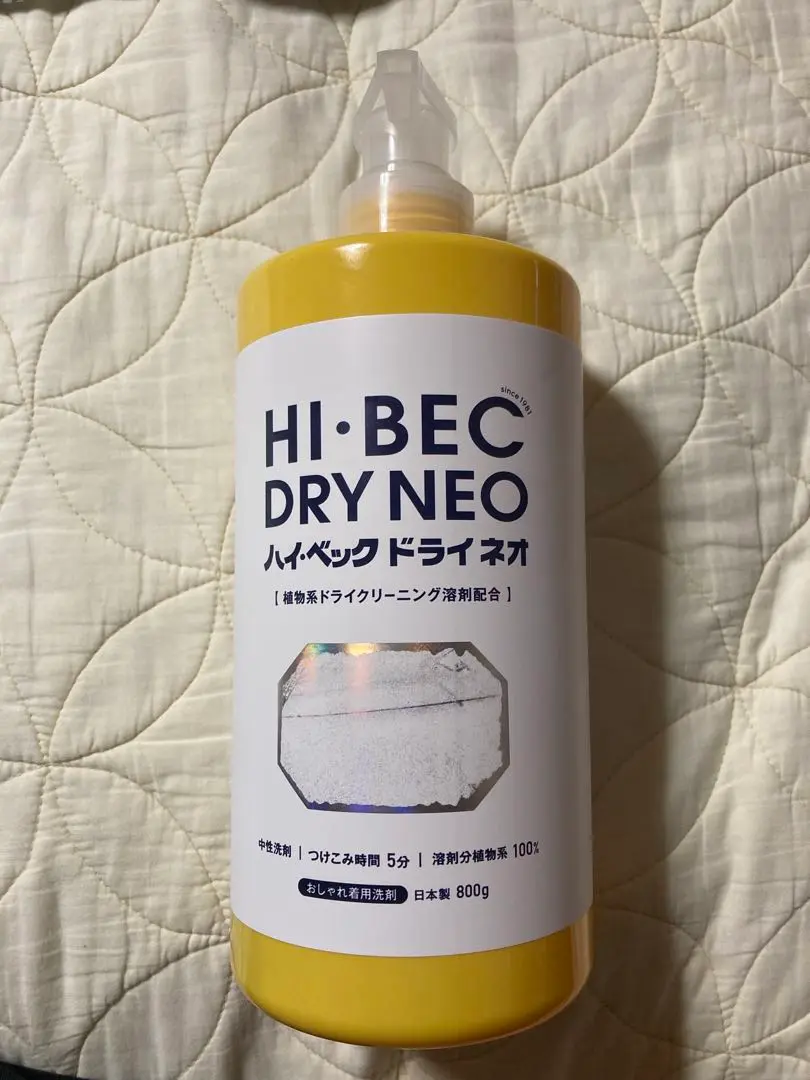 since 1981
HI・BEC
DRY NEO
ハイ・ベック ドライ ネオ
【 植物系ドライクリーニング溶剤配合 】
中性洗剤 | つけこみ時間 5分 | 溶剤分植物系 100%
おしゃれ着用洗剤 日本製 800g